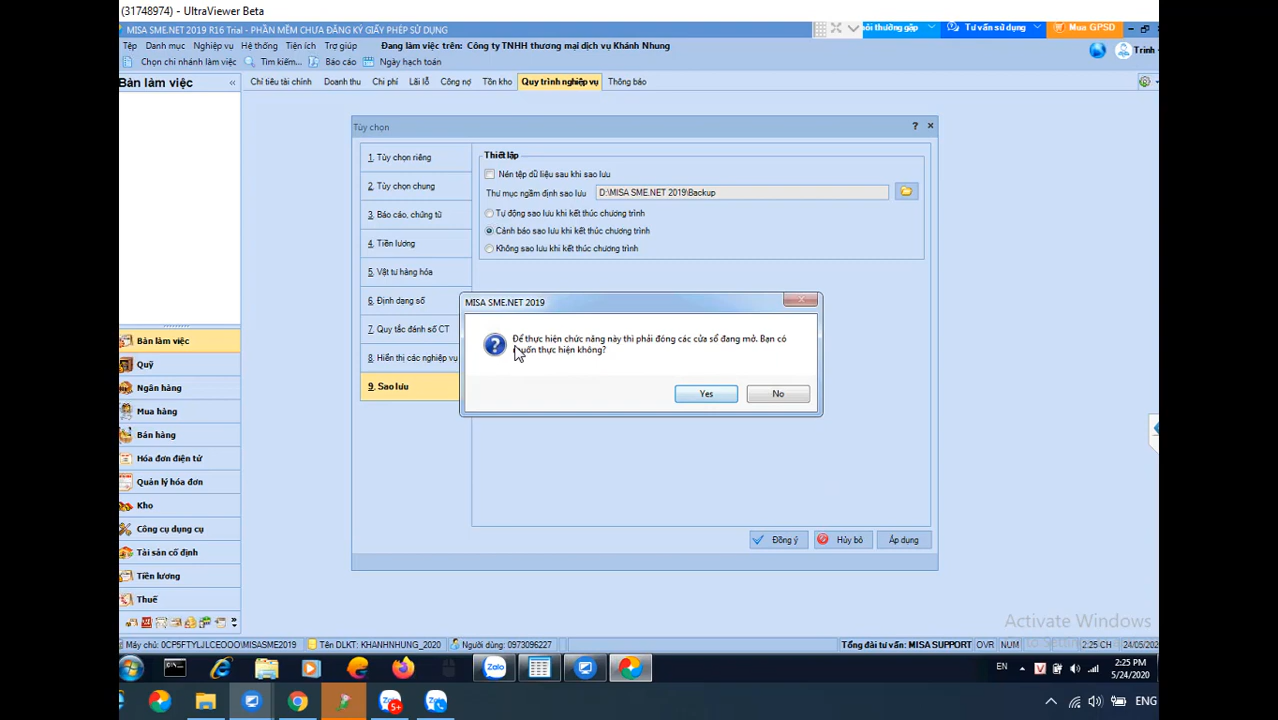 (31748974) - UltraViewer Beta
MISA SME.NET 2019 R16 Trial - PHẦN MỀM CHƯA ĐĂNG KÝ GIẤY PHÉP SỬ DỤNG
ỏi thường gặp
Tư vấn sử dụng
Mua GPSD
Tệp Danh mục Nghiệp vụ Hệ thống Tiện ích Trợ giúp
Đang làm việc trên: Công ty TNHH thương mại dịch vụ Khánh Nhung
Trinh
Chọn chi nhánh làm việc Tìm kiếm... Báo cáo Ngày hạch toán
Bàn làm việc
Chỉ tiêu tài chính Doanh thu Chi phí Lãi lỗ Công nợ Tồn kho Quy trình nghiệp vụ Thông báo
Tùy chọn
1. Tùy chọn riêng
2. Tùy chọn chung
3. Báo cáo, chứng từ
4. Tiền lương
5. Vật tư hàng hóa
6. Định dạng số
7. Quy tắc đánh số CT
8. Hiển thị các nghiệp vụ
9. Sao lưu
Thiết lập
Nén tệp dữ liệu sau khi sao lưu
Thư mục ngầm định sao lưu D:\MISA SME.NET 2019\Backup
Tự động sao lưu khi kết thúc chương trình
Cảnh báo sao lưu khi kết thúc chương trình
Không sao lưu khi kết thúc chương trình
MISA SME.NET 2019
Để thực hiện chức năng này thì phải đóng các cửa sổ đang mở. Bạn có
muốn thực hiện không?
Yes No
Đồng ý Hủy bỏ Áp dụng
Bàn làm việc
Quỹ
Ngân hàng
Mua hàng
Bán hàng
Hóa đơn điện tử
Quản lý hóa đơn
Kho
Công cụ dụng cụ
Tài sản cố định
Tiền lương
Thuế
Activate Windows
Máy chủ: 0CP5FTYLJLCEOOO\MISASME2019 Tên DLKT: KHANHNHUNG_2020 Người dùng: 0973096227
Tổng đài tư vấn: MISA SUPPORT OVR NUM 2:25 CH 24/05/202
EN
2:25 PM
5/24/2020
5+
ENG